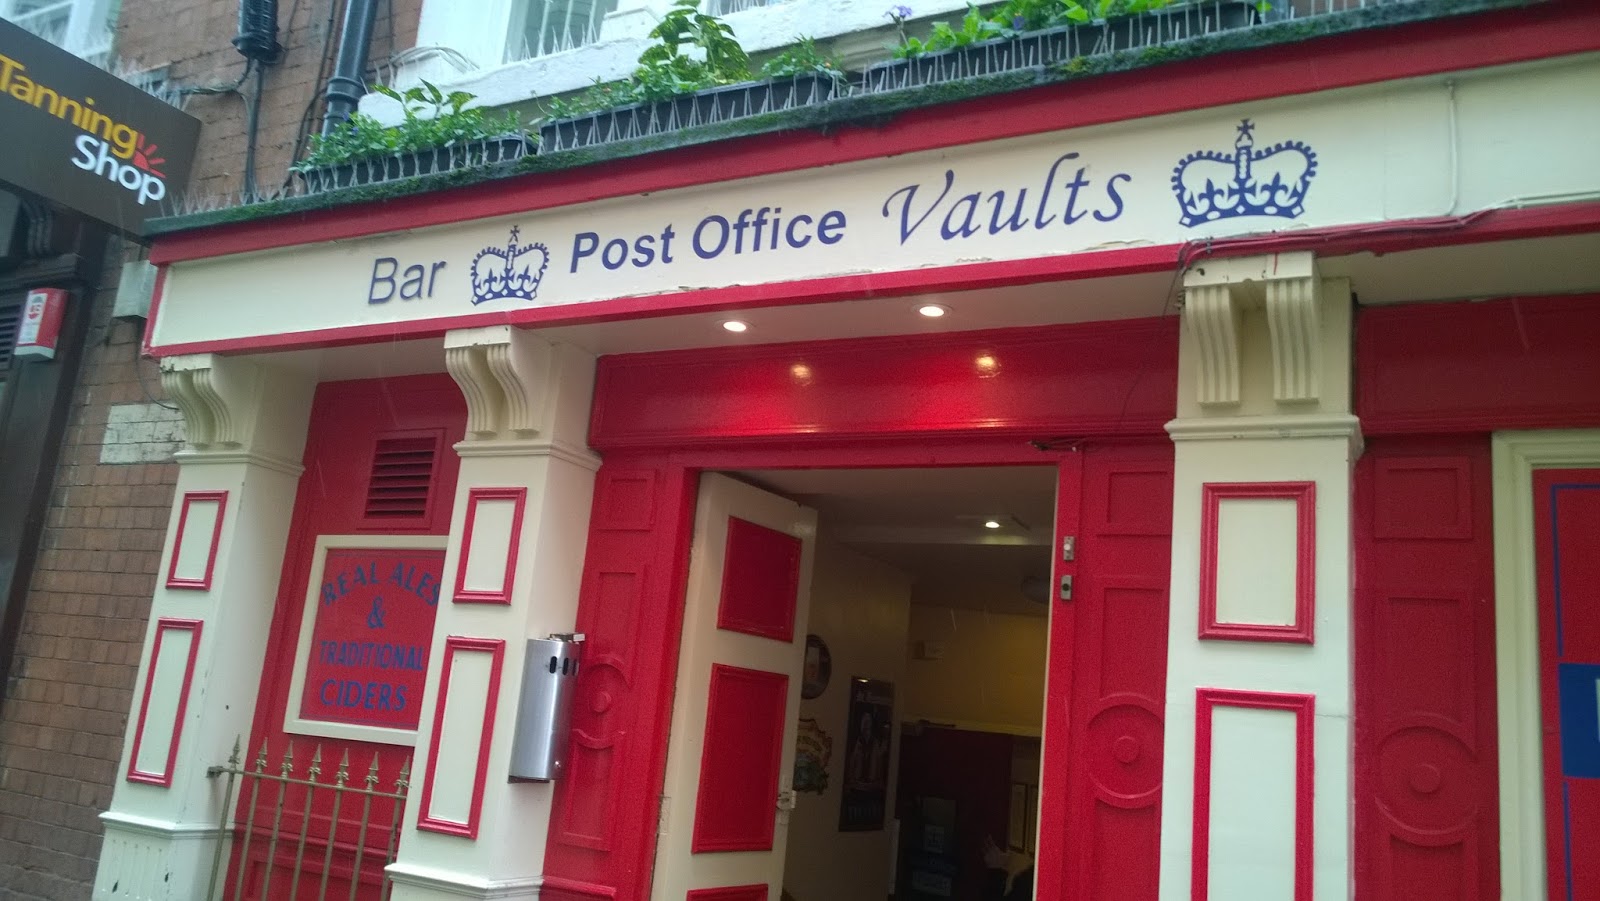 Tanning
Shop
Bar Post Office Vaults
REAL ALES
&
TRADITIONAL
CIDERS